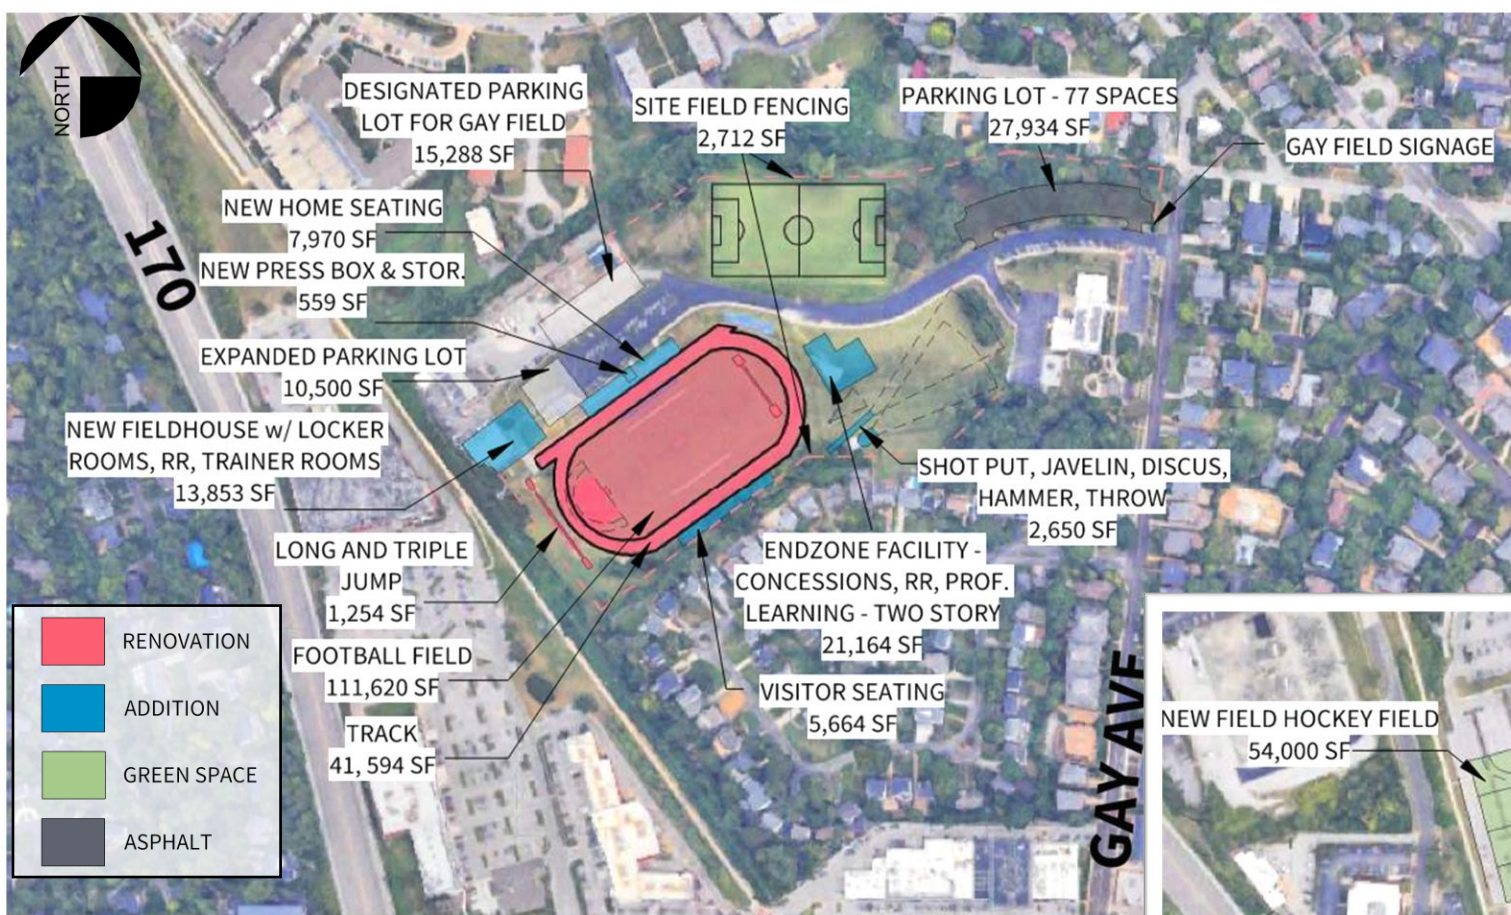 NORTH
170
DESIGNATED PARKING
LOT FOR GAY FIELD
15,288 SF
SITE FIELD FENCING
2,712 SF
PARKING LOT - 77 SPACES
27,934 SF
GAY FIELD SIGNAGE
NEW HOME SEATING
7,970 SF
NEW PRESS BOX & STOR.
559 SF
EXPANDED PARKING LOT
10,500 SF
NEW FIELDHOUSE w/ LOCKER
ROOMS, RR, TRAINER ROOMS
13,853 SF
SHOT PUT, JAVELIN, DISCUS,
HAMMER, THROW
2,650 SF
LONG AND TRIPLE
JUMP
1,254 SF
ENDZONE FACILITY -
CONCESSIONS, RR, PROF.
LEARNING - TWO STORY
21,164 SF
FOOTBALL FIELD
111,620 SF
VISITOR SEATING
5,664 SF
TRACK
41, 594 SF
GAY AVE
RENOVATION
ADDITION
GREEN SPACE
ASPHALT
NEW FIELD HOCKEY FIELD
54,000 SF